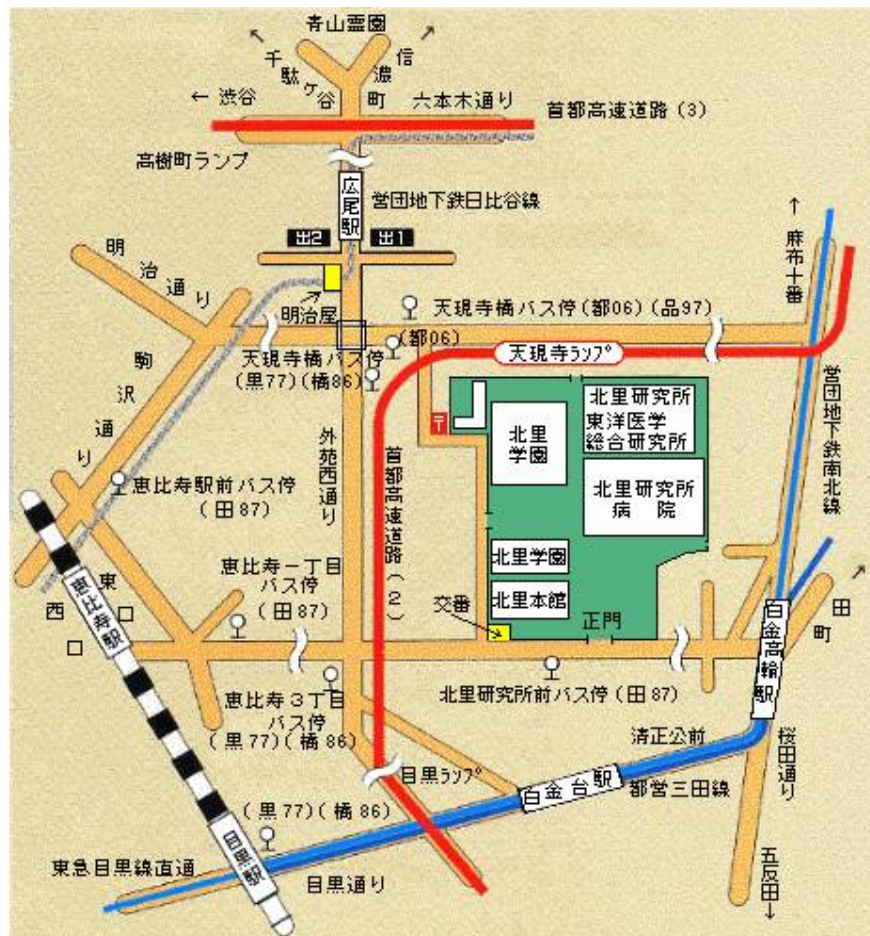 青山霊園
千駄ケ谷
信濃町
← 渋谷
六本木通り
首都高速道路(3)
高樹町ランプ
広尾駅
営団地下鉄日比谷線
出2
出1
明治通り
明治屋
天現寺橋バス停(都06)(品97)
(都06)
天現寺橋バス停
(黒77)(橋86)
天現寺ランプ
麻布十番
駒沢通り
外苑西通り
首都高速道路(2)
〒
北里学園
北里研究所
東洋医学
総合研究所
北里研究所
病院
営団地下鉄南北線
恵比寿駅前バス停
(田87)
恵比寿一丁目
バス停
(田87)
北里学園
北里本館
交番
正門
恵比寿駅
東口
西口
白金高輪駅
田町
恵比寿3丁目
バス停
(黒77)(橋86)
北里研究所前バス停(田87)
清正公前
桜田通り
目黒ランプ
白金台駅
都営三田線
(黒77)(橋86)
目黒駅
東急目黒線直通
目黒通り
五反田